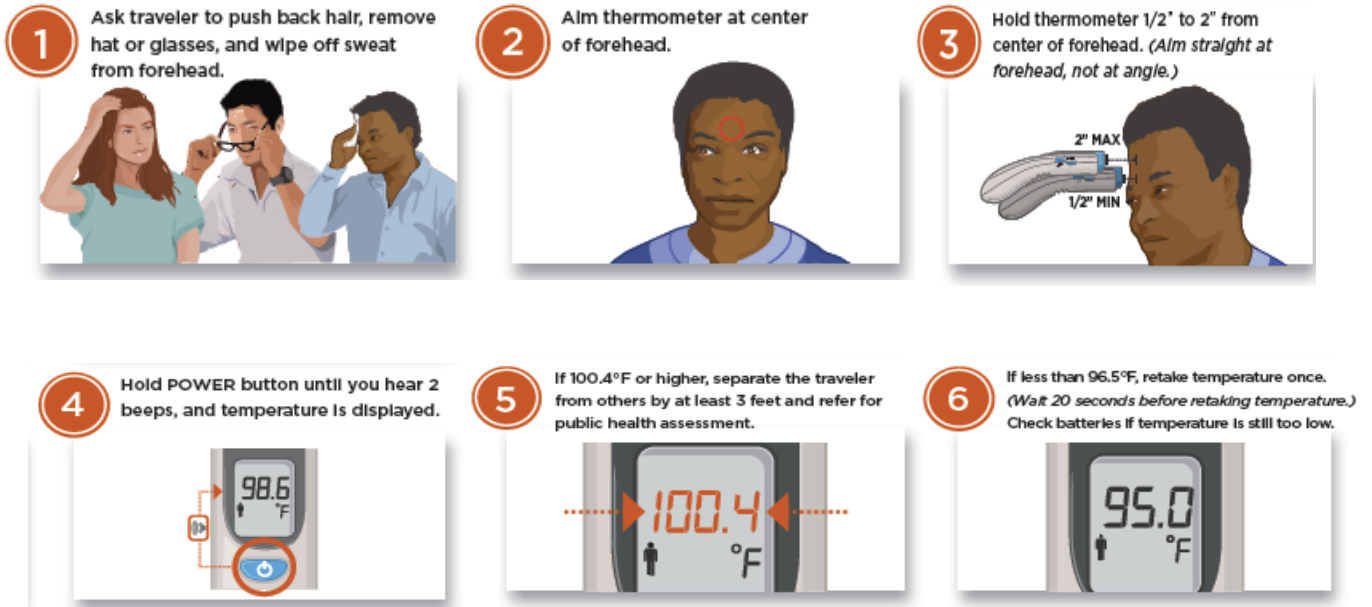 1
Ask traveler to push back hair, remove
hat or glasses, and wipe off sweat
from forehead.
2
Aim thermometer at center
of forehead.
3
Hold thermometer 1/2" to 2" from
center of forehead. (Aim straight at
forehead, not at angle.)
2" MAX
1/2" MIN
4
Hold POWER button until you hear 2
beeps, and temperature is displayed.
98.6
°F
5
If 100.4°F or higher, separate the traveler
from others by at least 3 feet and refer for
public health assessment.
100.4
°F
6
If less than 96.5°F, retake temperature once.
(Wait 20 seconds before retaking temperature.)
Check batteries if temperature is still too low.
95.0
°F